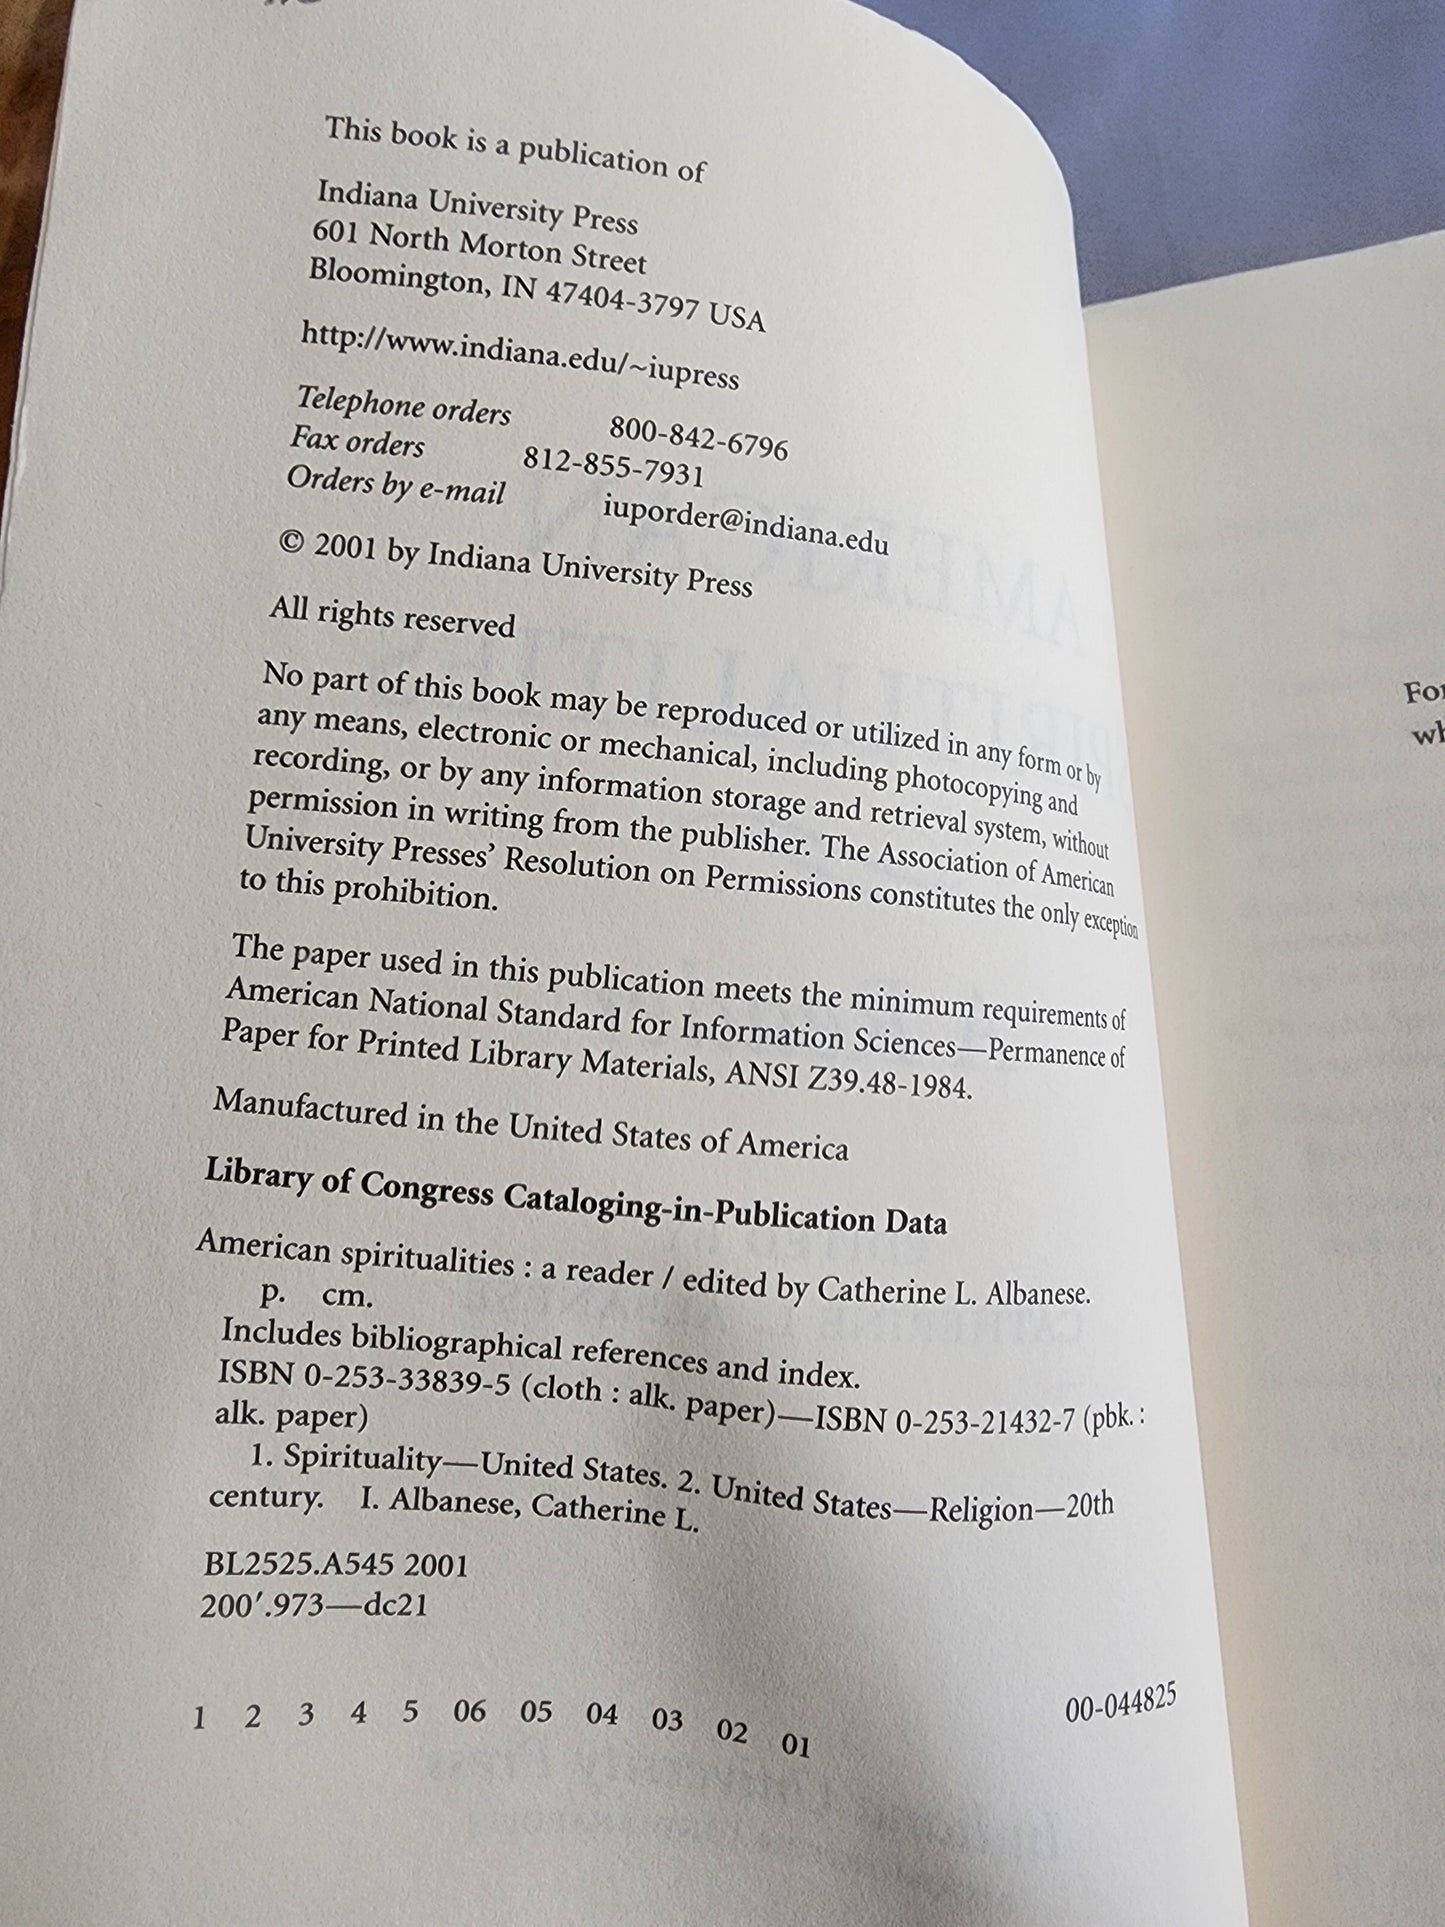 This book is a publication of
Indiana University Press
601 North Morton Street
Bloomington, IN 47404-3797 USA
http://www.indiana.edu/~iupress
Telephone orders 800-842-6796
Fax orders 812-855-7931
Orders by e-mail iuporder@indiana.edu
© 2001 by Indiana University Press
All rights reserved
No part of this book may be reproduced or utilized in any form or by
any means, electronic or mechanical, including photocopying and
recording, or by any information storage and retrieval system, without
permission in writing from the publisher. The Association of American
University Presses’ Resolution on Permissions constitutes the only exception
to this prohibition.
The paper used in this publication meets the minimum requirements of
American National Standard for Information Sciences—Permanence of
Paper for Printed Library Materials, ANSI Z39.48-1984.
Manufactured in the United States of America
Library of Congress Cataloging-in-Publication Data
American spiritualities : a reader / edited by Catherine L. Albanese.
p. cm.
Includes bibliographical references and index.
ISBN 0-253-33839-5 (cloth : alk. paper)—ISBN 0-253-21432-7 (pbk. :
alk. paper)
1. Spirituality—United States. 2. United States—Religion—20th
century. I. Albanese, Catherine L.
BL2525.A545 2001
200′.973—dc21
00-044825
1 2 3 4 5 06 05 04 03 02 01